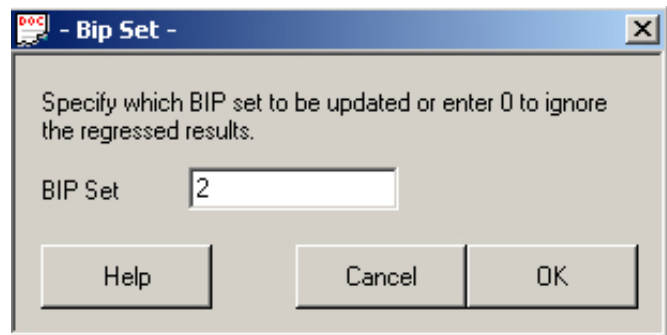 DOC
- Bip Set -
Specify which BIP set to be updated or enter 0 to ignore
the regressed results.
BIP Set 2
Help Cancel OK